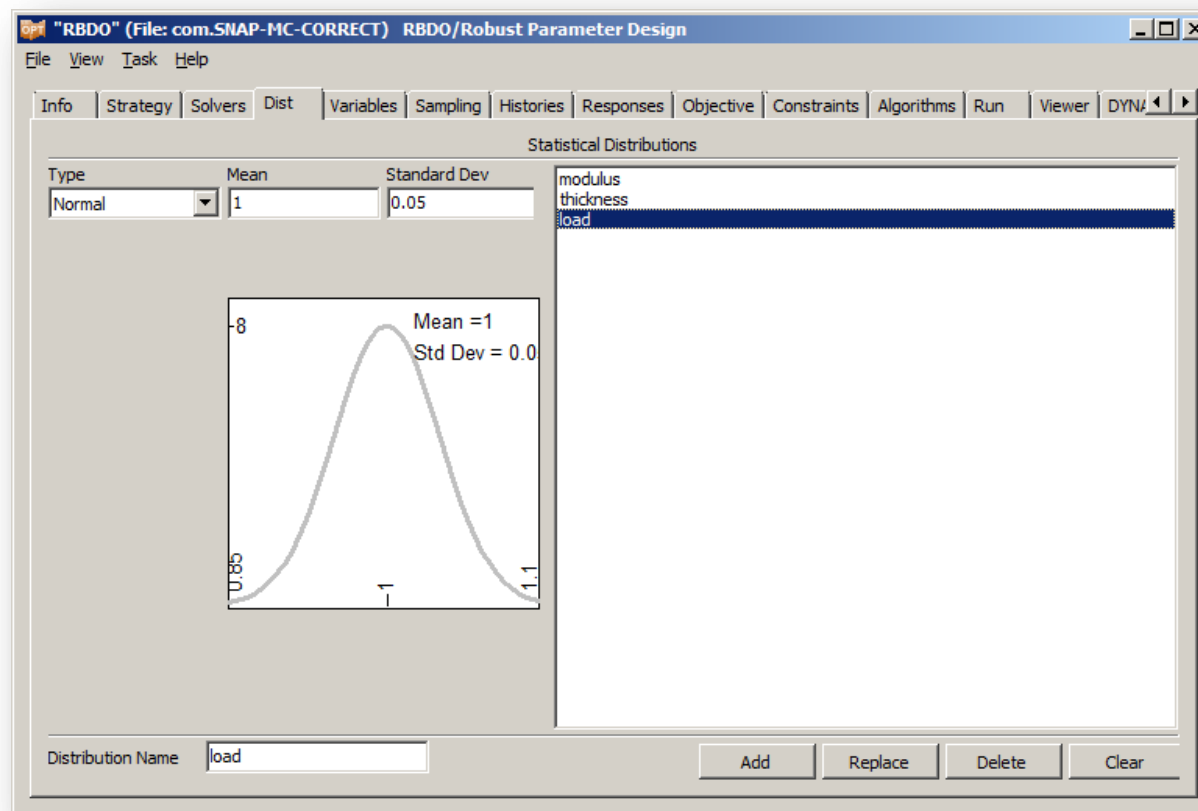 OPT "RBDO" (File: com.SNAP-MC-CORRECT) RBDO/Robust Parameter Design
File View Task Help
Info Strategy Solvers Dist Variables Sampling Histories Responses Objective Constraints Algorithms Run Viewer DYNA
Statistical Distributions
Type Mean Standard Dev
Normal 1 0.05
modulus
thickness
load
8
Mean =1
Std Dev = 0.0
0.85 1 1.1
Distribution Name load
Add Replace Delete Clear